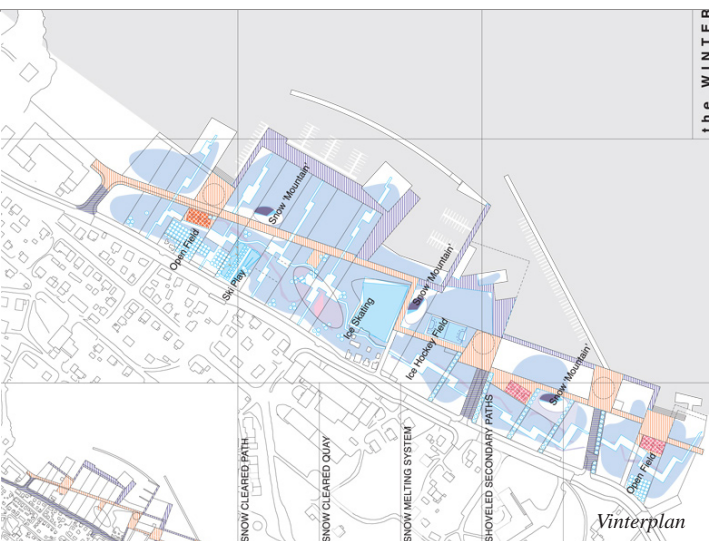 the WINTER
Snow 'Mountain'
Open Field
Ski Play
Snow 'Mountain'
Ice Skating
Ice Hockey Field
Snow 'Mountain'
Open Field
SNOW CLEARED PATH
SNOW CLEARED QUAY
SNOW MELTING SYSTEM
SHOVELED SECONDARY PATHS
Vinterplan